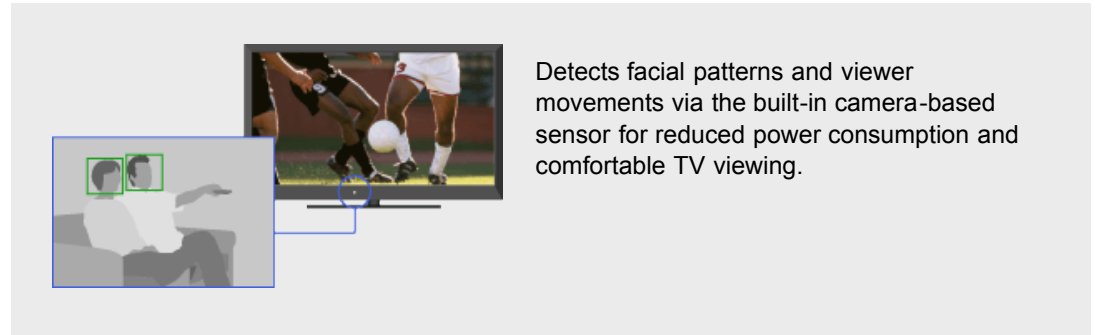 Detects facial patterns and viewer
movements via the built-in camera-based
sensor for reduced power consumption and
comfortable TV viewing.